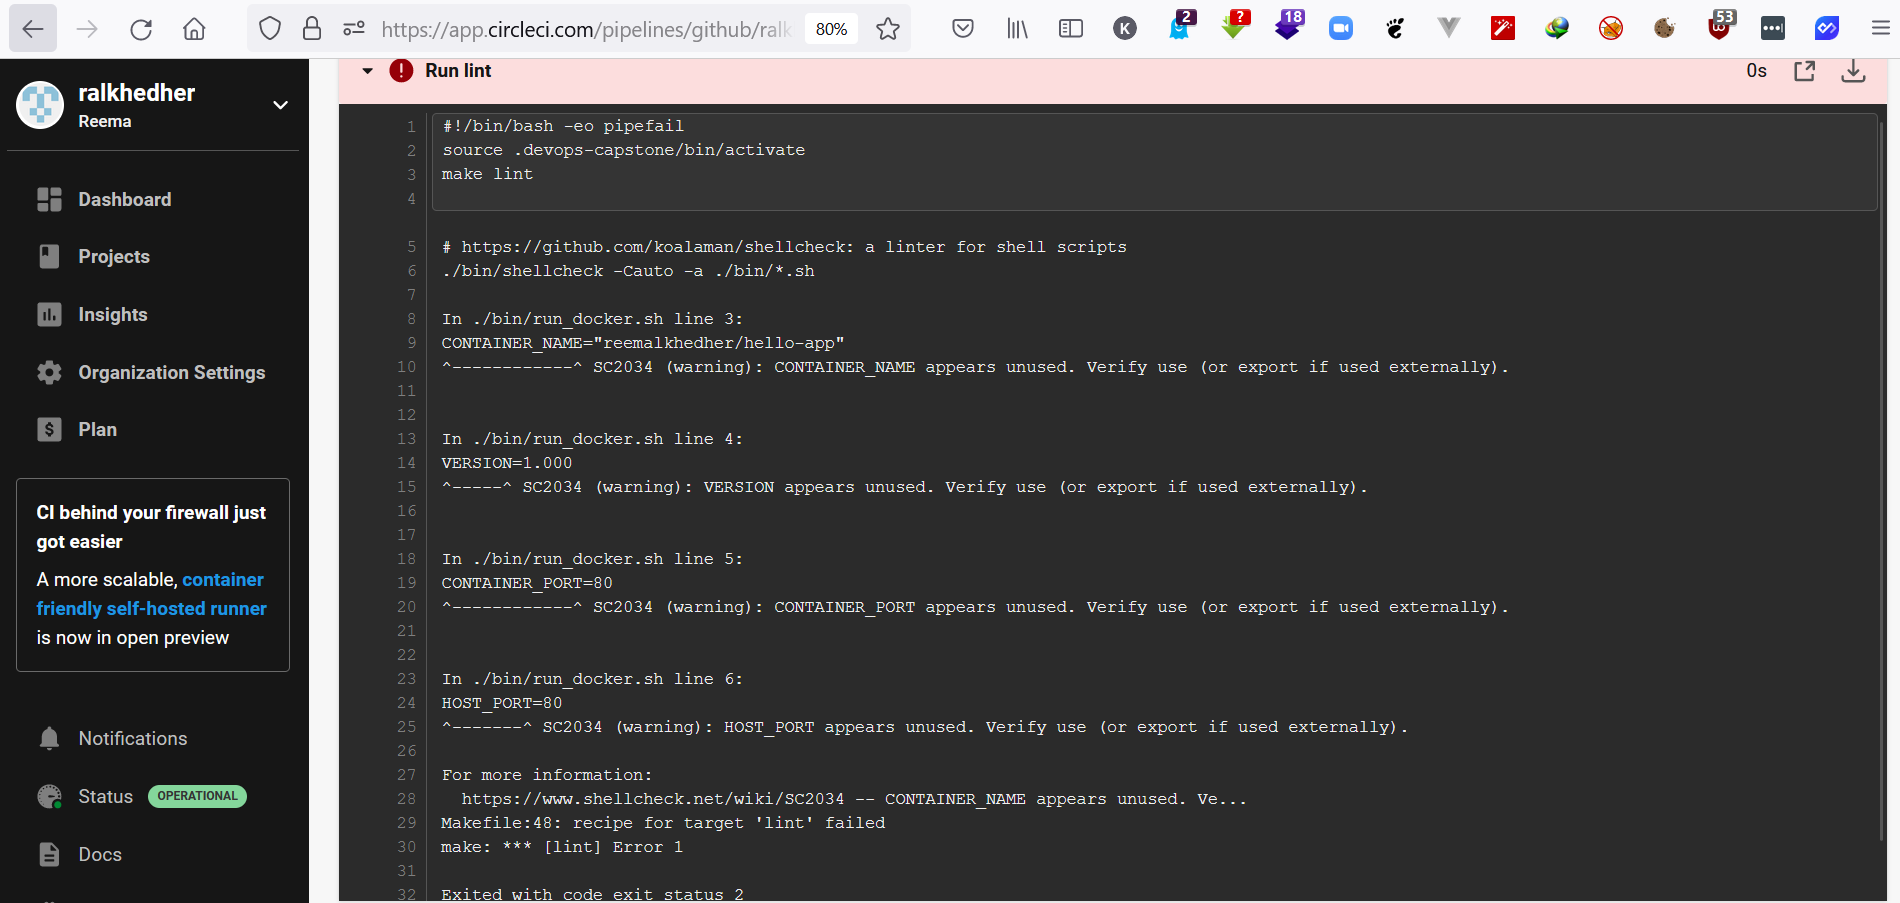 https://app.circleci.com/pipelines/github/ralk
80%
K
2
?
18
53
ralkhedher
Reema
Dashboard
Projects
Insights
Organization Settings
Plan
CI behind your firewall just
got easier
A more scalable, container
friendly self-hosted runner
is now in open preview
Notifications
Status OPERATIONAL
Docs
Run lint
0s
1 #!/bin/bash -eo pipefail
2 source .devops-capstone/bin/activate
3 make lint
4
5 # https://github.com/koalaman/shellcheck: a linter for shell scripts
6 ./bin/shellcheck -Cauto -a ./bin/*.sh
7
8 In ./bin/run_docker.sh line 3:
9 CONTAINER_NAME="reemalkhedher/hello-app"
10 ^------------^ SC2034 (warning): CONTAINER_NAME appears unused. Verify use (or export if used externally).
11
12
13 In ./bin/run_docker.sh line 4:
14 VERSION=1.000
15 ^-----^ SC2034 (warning): VERSION appears unused. Verify use (or export if used externally).
16
17
18 In ./bin/run_docker.sh line 5:
19 CONTAINER_PORT=80
20 ^------------^ SC2034 (warning): CONTAINER_PORT appears unused. Verify use (or export if used externally).
21
22
23 In ./bin/run_docker.sh line 6:
24 HOST_PORT=80
25 ^-------^ SC2034 (warning): HOST_PORT appears unused. Verify use (or export if used externally).
26
27 For more information:
28 https://www.shellcheck.net/wiki/SC2034 -- CONTAINER_NAME appears unused. Ve...
29 Makefile:48: recipe for target 'lint' failed
30 make: *** [lint] Error 1
31
32 Exited with code exit status 2